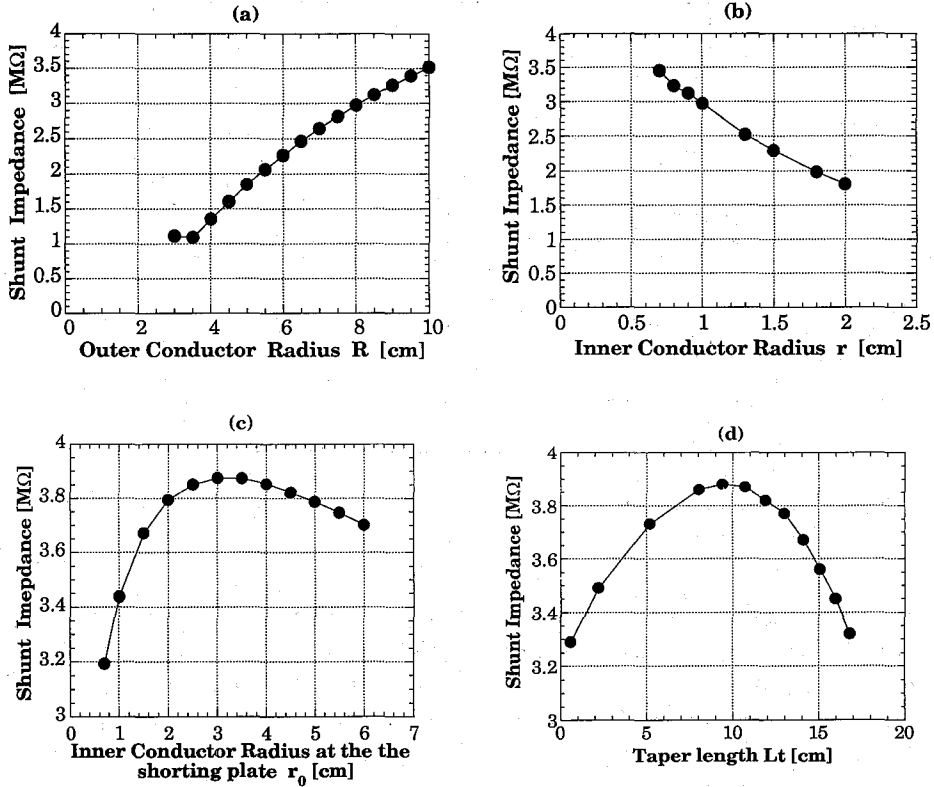 (a)
Shunt Impedance [MΩ]
4
3.5
3
2.5
2
1.5
1
0.5
0
0 2 4 6 8 10
Outer Conductor Radius R [cm]
(b)
Shunt Inpedance [MΩ]
4
3.5
3
2.5
2
1.5
1
0.5
0
0 0.5 1 1.5 2 2.5
Inner Conductor Radius r [cm]
(c)
Shunt Imepdance [MΩ]
4
3.8
3.6
3.4
3.2
3
0 1 2 3 4 5 6 7
Inner Conductor Radius at the the
shorting plate r₀ [cm]
(d)
Shunt Impedance [MΩ]
4
3.8
3.6
3.4
3.2
3
0 5 10 15 20
Taper length Lt [cm]